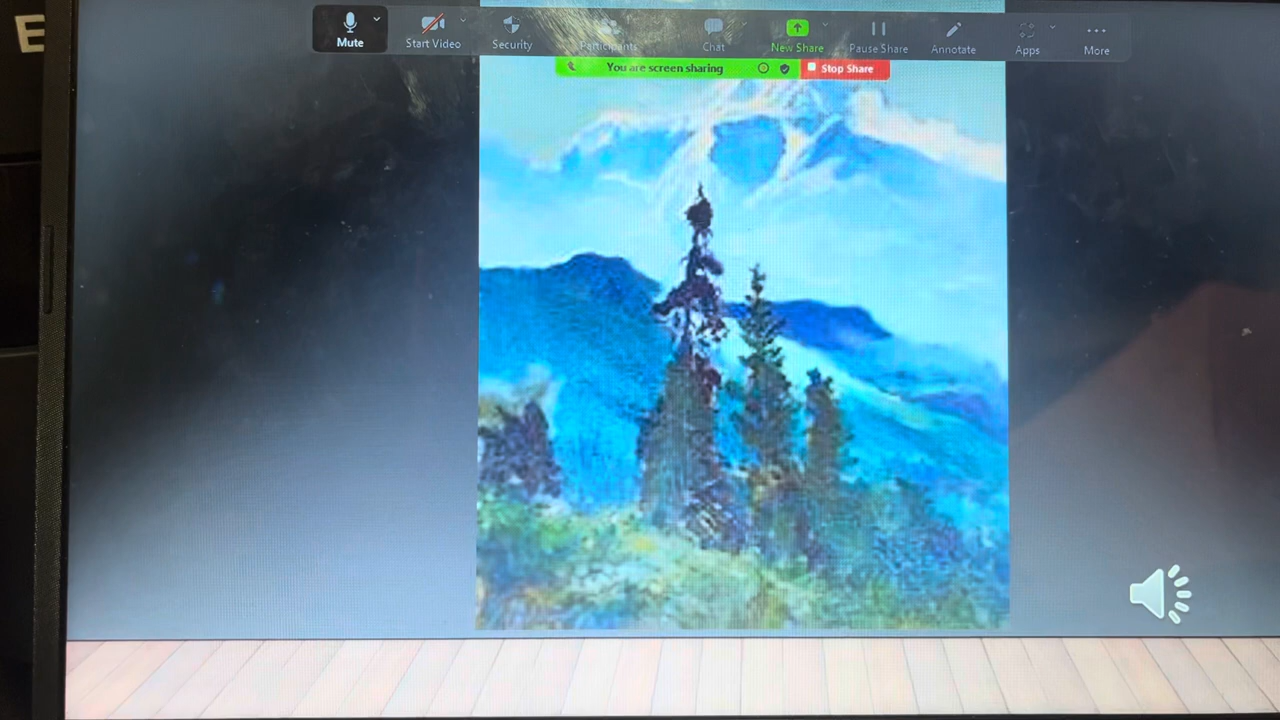 E
Mute
Start Video
Security
Participants
Chat
New Share
Pause Share
Annotate
Apps
More
You are screen sharing
Stop Share